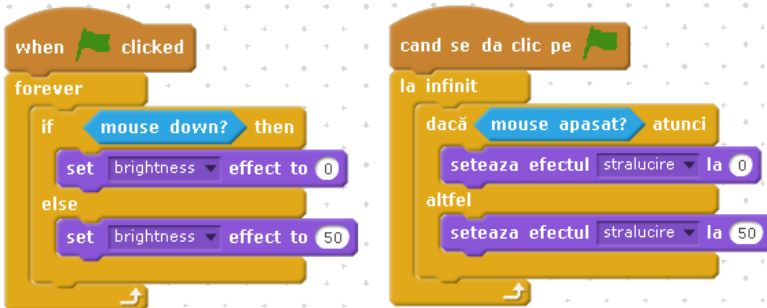 when clicked
forever
if mouse down? then
set brightness effect to 0
else
set brightness effect to 50
cand se da clic pe
la infinit
dacă mouse apasat? atunci
seteaza efectul stralucire la 0
altfel
seteaza efectul stralucire la 50